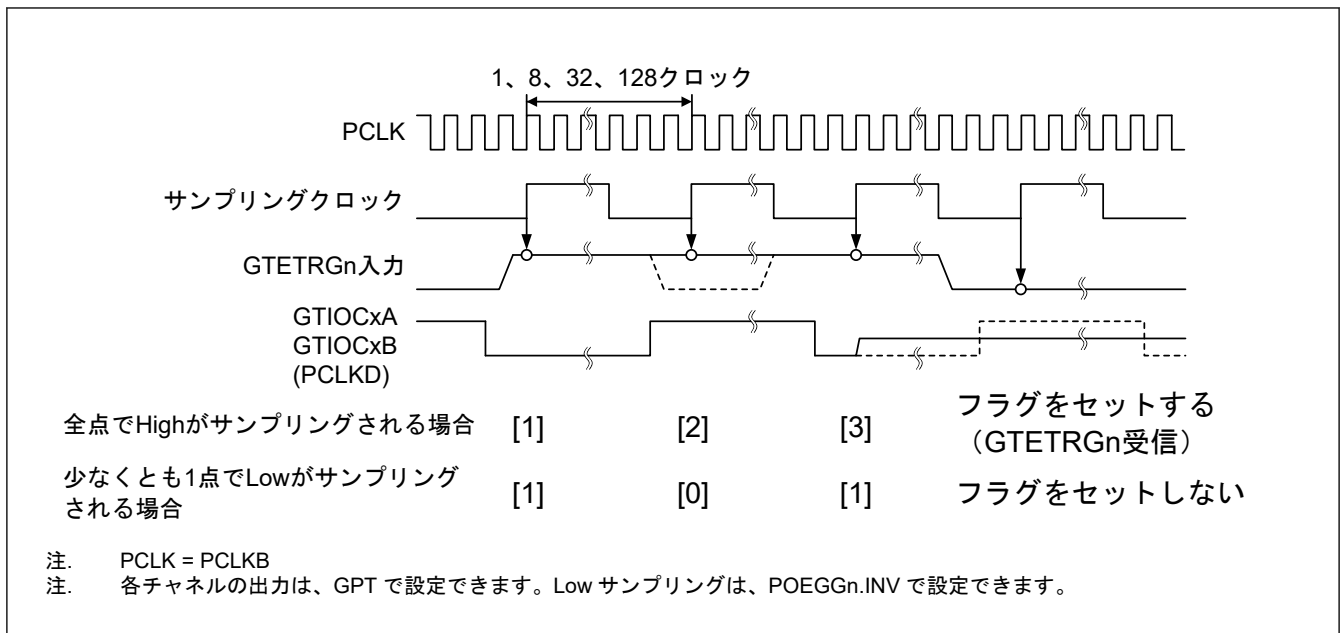 1、8、32、128クロック
PCLK
サンプリングクロック
GTETRGn入力
GTIOCxA
GTIOCxB
(PCLKD)
全点でHighがサンプリングされる場合 [1] [2] [3] フラグをセットする
(GTETRGn受信)
少なくとも1点でLowがサンプリング
される場合 [1] [0] [1] フラグをセットしない
注. PCLK = PCLKB
注. 各チャネルの出力は、GPT で設定できます。Low サンプリングは、POEGGn.INV で設定できます。